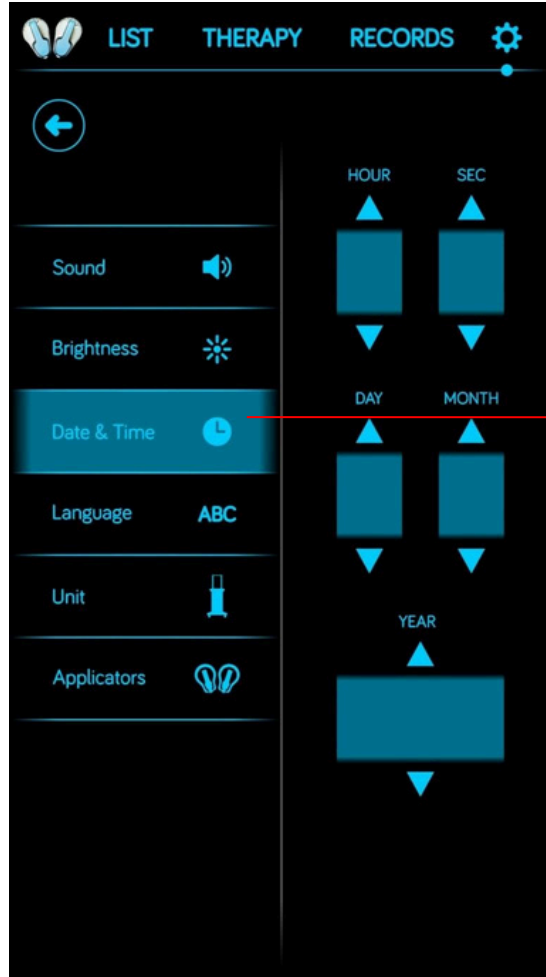 LIST THERAPY RECORDS
HOUR SEC
Sound
Brightness
DAY MONTH
Date & Time
Language ABC
Unit
YEAR
Applicators